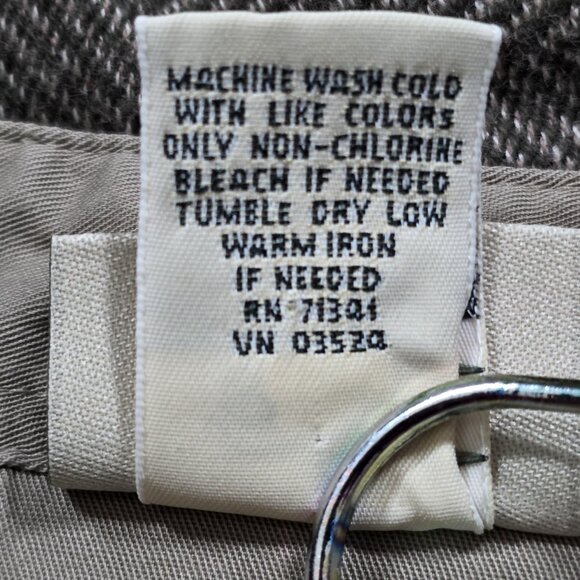 MACHINE WASH COLD
WITH LIKE COLORS
ONLY NON-CHLORINE
BLEACH IF NEEDED
TUMBLE DRY LOW
WARM IRON
IF NEEDED
RN 71341
VN 03529